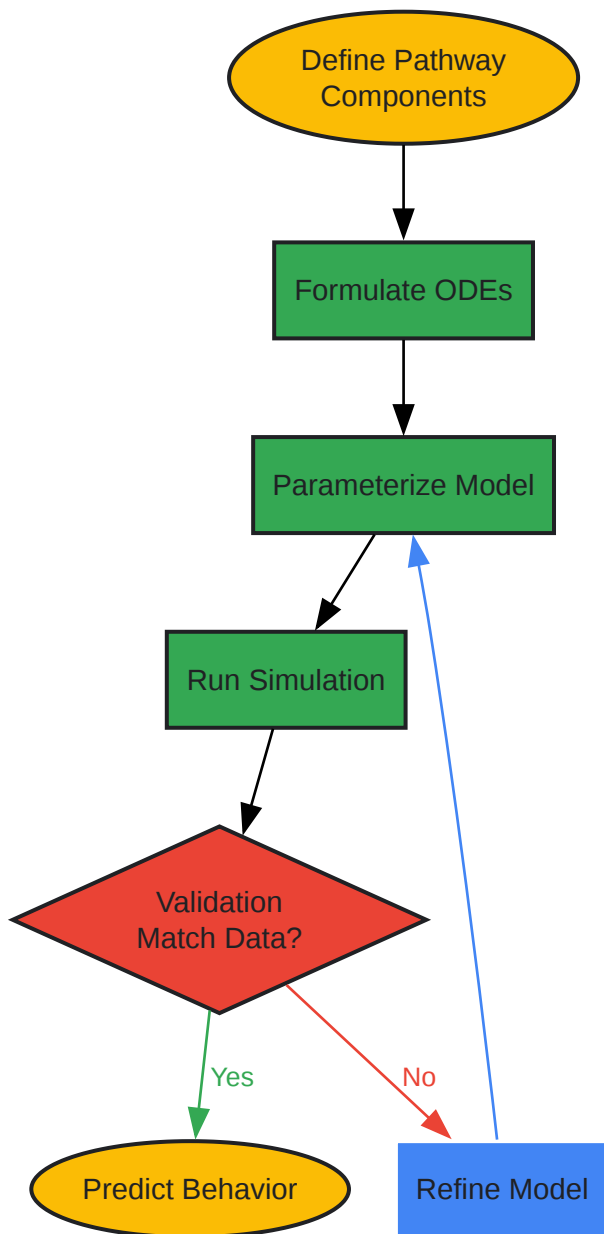 Define Pathway
Components
Formulate ODEs
Parameterize Model
Run Simulation
Validation
Match Data?
Yes
No
Predict Behavior
Refine Model